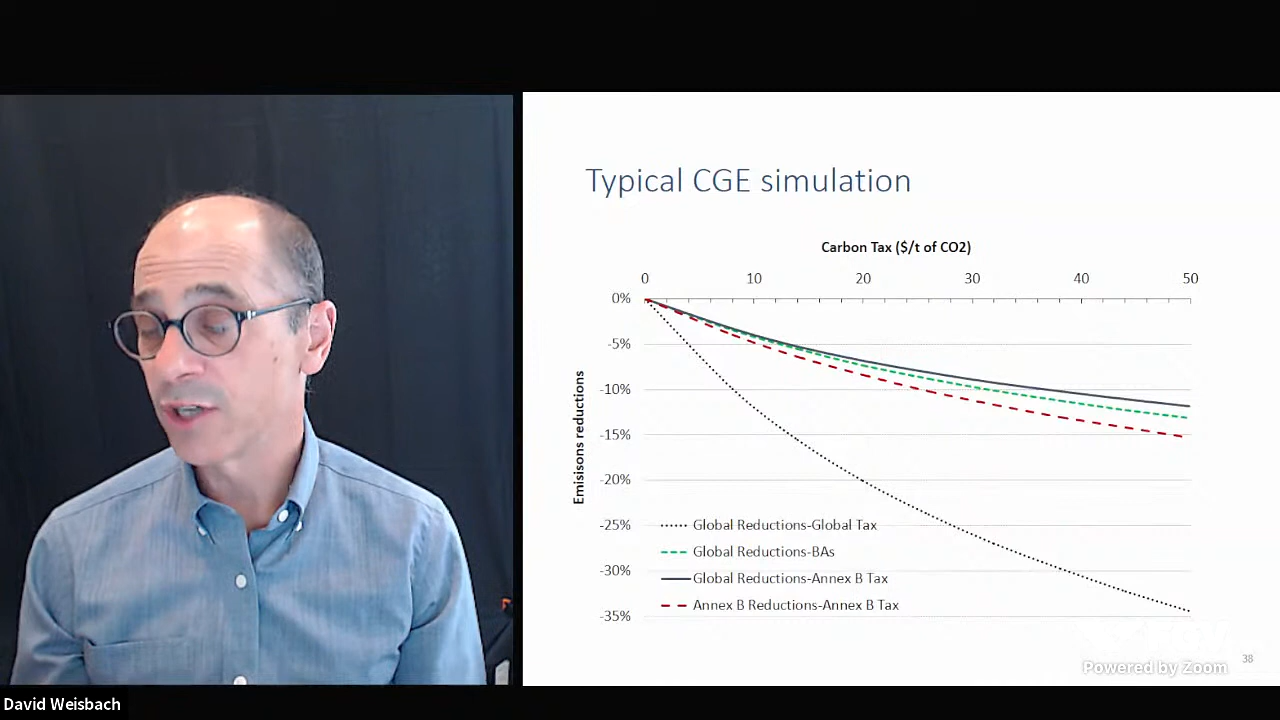 Typical CGE simulation
Carbon Tax ($/t of CO2)
0 10 20 30 40 50
0%
-5%
-10%
-15%
-20%
-25%
-30%
-35%
Emisisons reductions
Global Reductions-Global Tax
Global Reductions-BAs
Global Reductions-Annex B Tax
Annex B Reductions-Annex B Tax
38
Powered by Zoom
David Weisbach